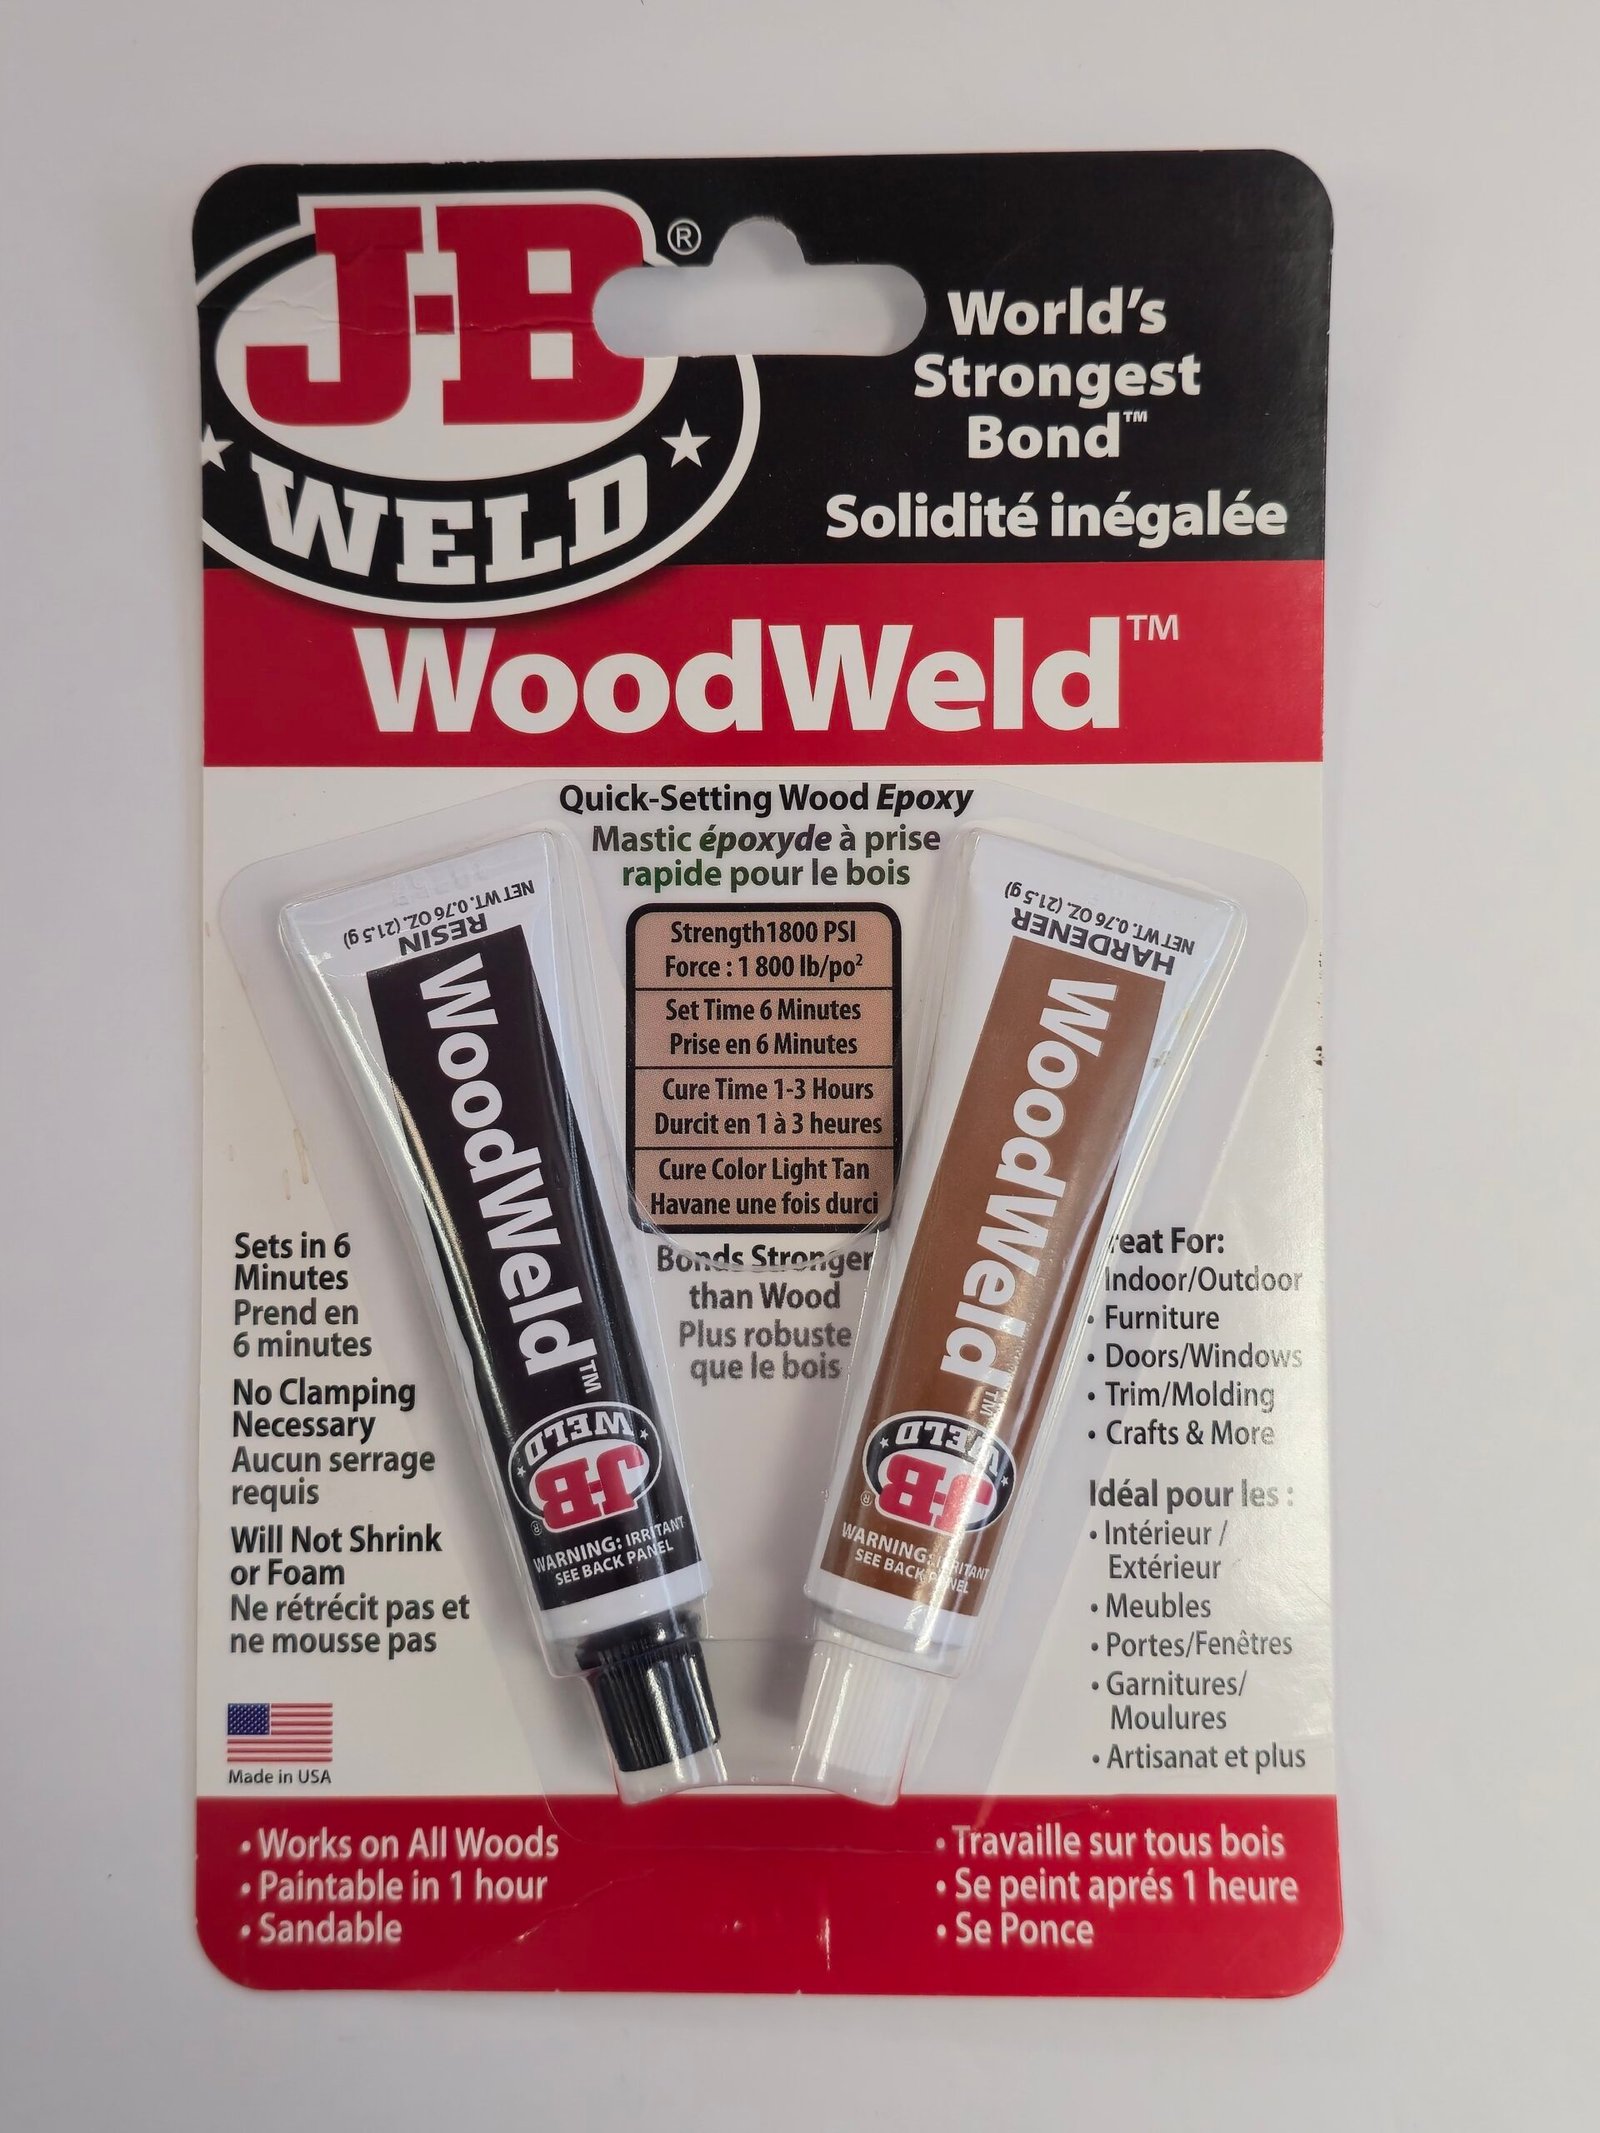 J-B®
WELD
World's
Strongest
Bond™
Solidité inégalée
WoodWeld™
Quick-Setting Wood Epoxy
Mastic époxyde à prise
rapide pour le bois
NET WT. 0.76 OZ. (21.5 g)
RESIN
WoodWeld™
J-B®
WELD
WARNING: IRRITANT
SEE BACK PANEL
Strength1800 PSI
Force : 1 800 lb/po²
Set Time 6 Minutes
Prise en 6 Minutes
Cure Time 1-3 Hours
Durcit en 1 à 3 heures
Cure Color Light Tan
Havane une fois durci
Bonds Stronger
than Wood
Plus robuste
que le bois
NET WT. 0.76 OZ. (21.5 g)
HARDENER
WoodWeld™
J-B®
WELD
WARNING: IRRITANT
SEE BACK PANEL
Sets in 6
Minutes
Prend en
6 minutes
No Clamping
Necessary
Aucun serrage
requis
Will Not Shrink
or Foam
Ne rétrécit pas et
ne mousse pas
Made in USA
reat For:
Indoor/Outdoor
• Furniture
• Doors/Windows
• Trim/Molding
• Crafts & More
Idéal pour les :
• Intérieur /
Extérieur
• Meubles
• Portes/Fenêtres
• Garnitures/
Moulures
• Artisanat et plus
• Works on All Woods
• Paintable in 1 hour
• Sandable
• Travaille sur tous bois
• Se peint aprés 1 heure
• Se Ponce